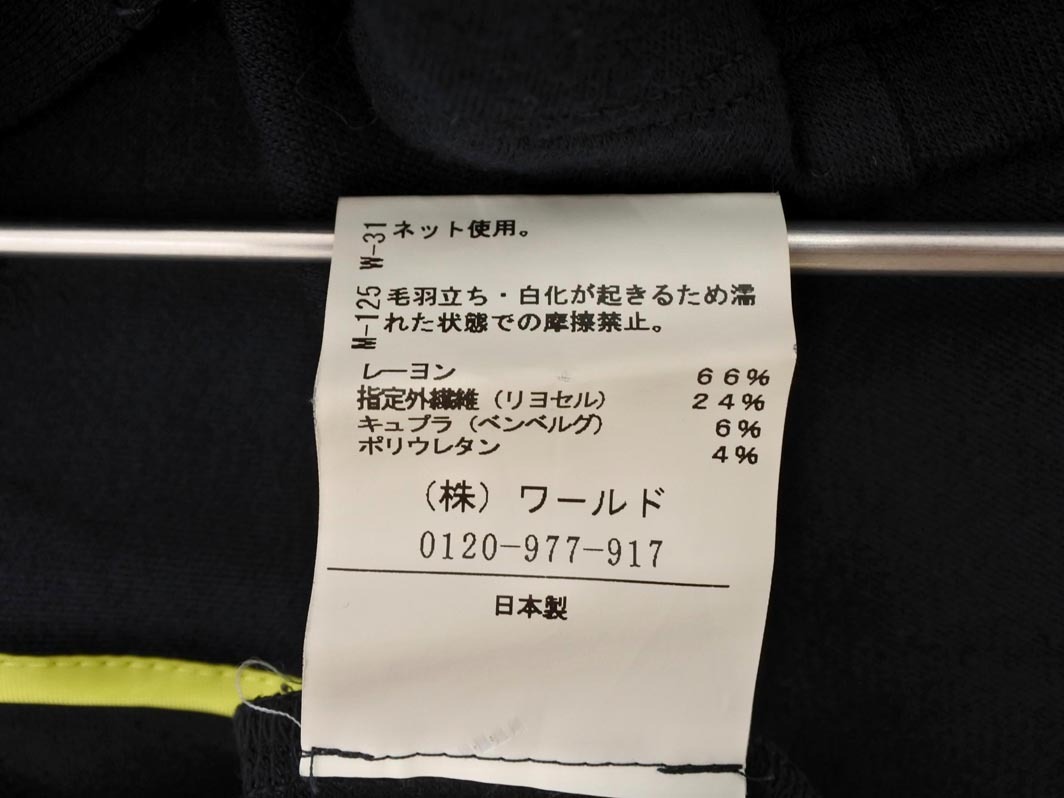 W-31 ネット使用。
M-125 毛羽立ち・白化が起きるため濡
れた状態での摩擦禁止。
レーヨン 66%
指定外繊維（リヨセル） 24%
キュプラ（ベンベルグ） 6%
ポリウレタン 4%
（株）ワールド
0120-977-917
日本製